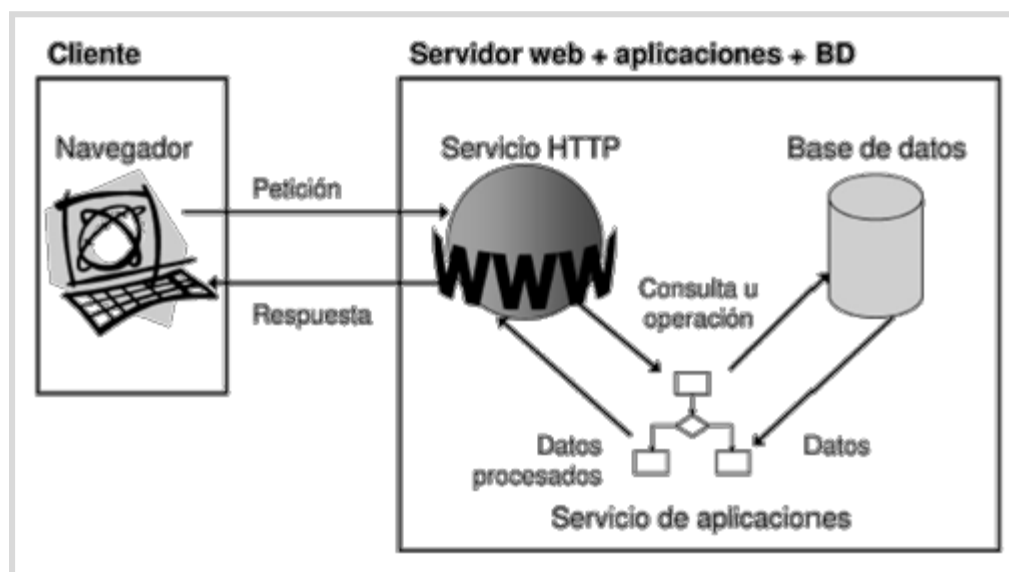 Cliente
Servidor web + aplicaciones + BD
Navegador
Servicio HTTP
Base de datos
Petición
WWW
Respuesta
Consulta u
operación
Datos
procesados
Datos
Servicio de aplicaciones